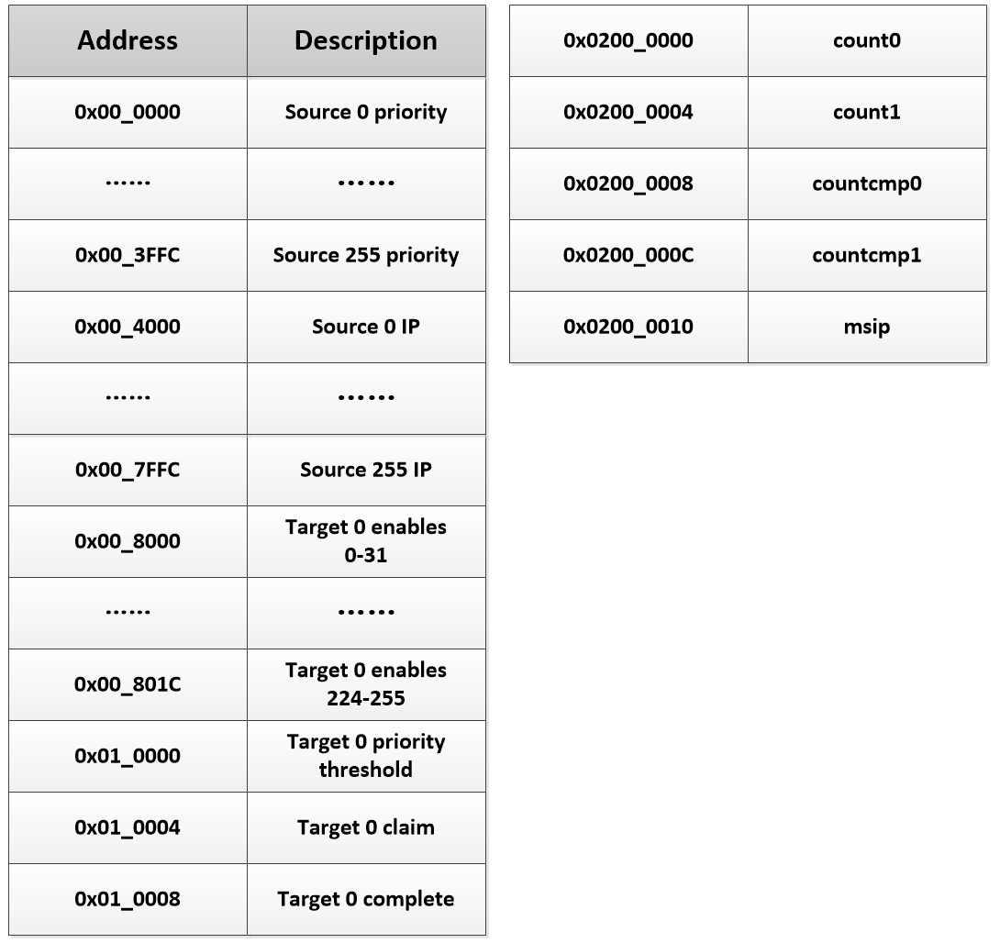 Address Description
0x00_0000 Source 0 priority
...... ......
0x00_3FFC Source 255 priority
0x00_4000 Source 0 IP
...... ......
0x00_7FFC Source 255 IP
0x00_8000 Target 0 enables
0-31
...... ......
0x00_801C Target 0 enables
224-255
0x01_0000 Target 0 priority
threshold
0x01_0004 Target 0 claim
0x01_0008 Target 0 complete
0x0200_0000 count0
0x0200_0004 count1
0x0200_0008 countcmp0
0x0200_000C countcmp1
0x0200_0010 msip